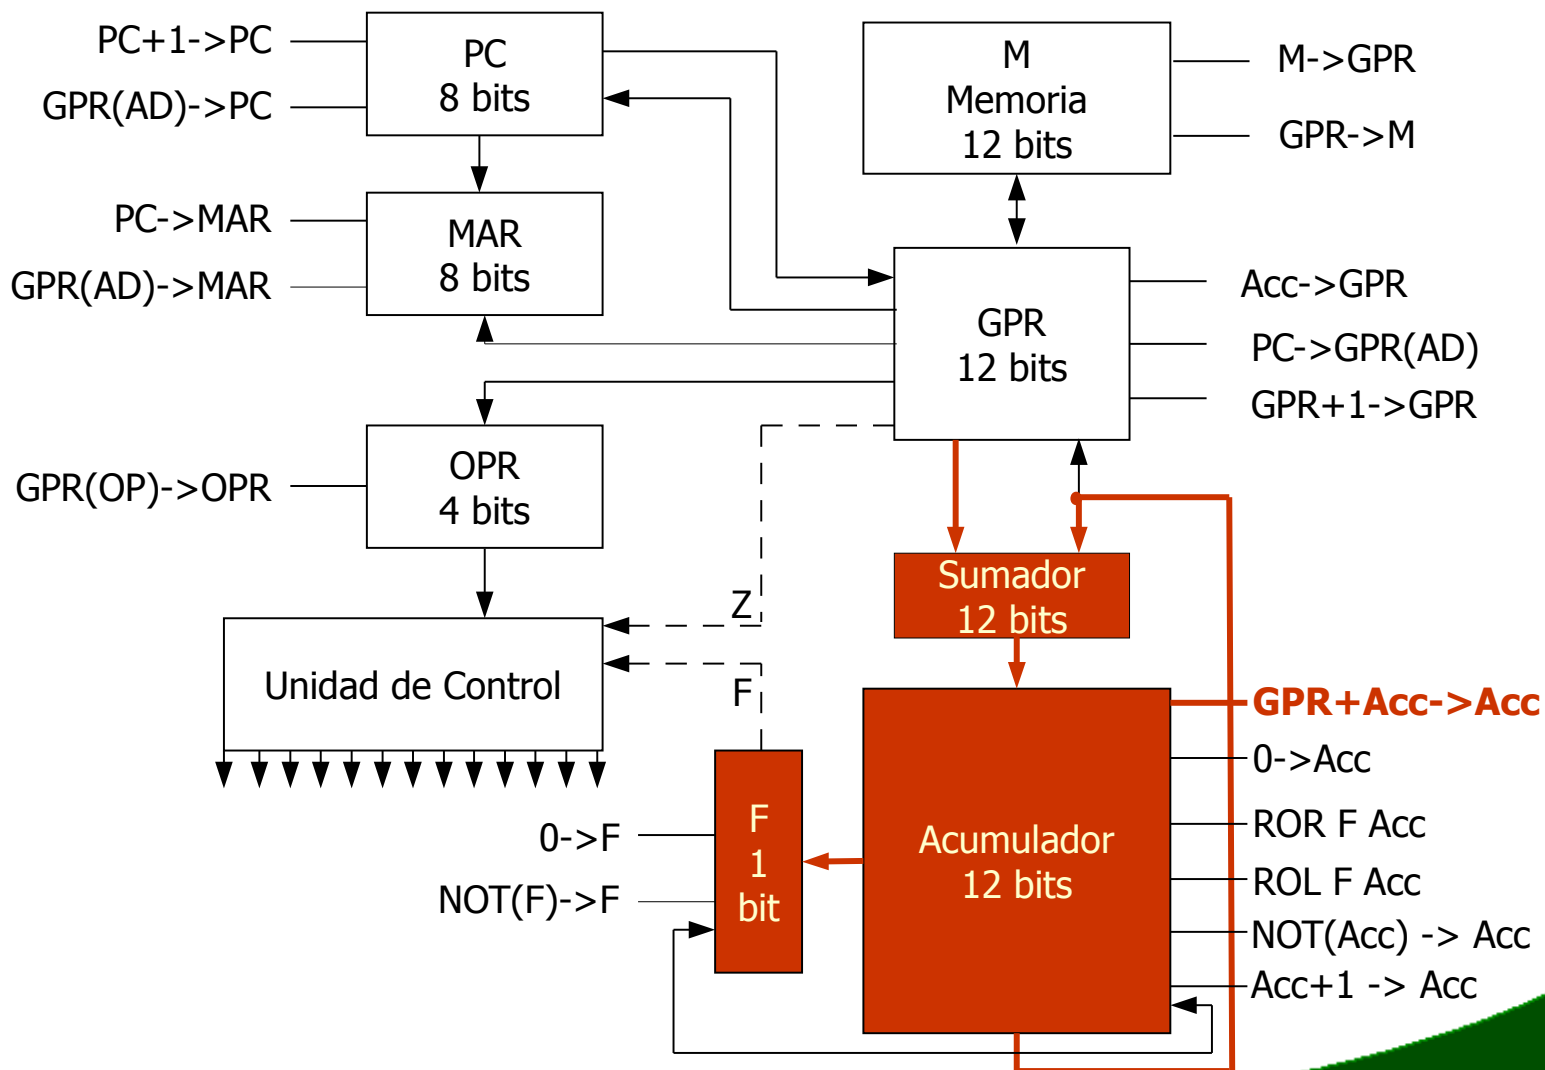 PC+1->PC
GPR(AD)->PC
PC
8 bits
M
Memoria
12 bits
M->GPR
GPR->M
PC->MAR
GPR(AD)->MAR
MAR
8 bits
GPR
12 bits
Acc->GPR
PC->GPR(AD)
GPR+1->GPR
GPR(OP)->OPR
OPR
4 bits
Sumador
12 bits
Z
F
Unidad de Control
GPR+Acc->Acc
0->Acc
ROR F Acc
ROL F Acc
NOT(Acc) -> Acc
Acc+1 -> Acc
0->F
NOT(F)->F
F
1
bit
Acumulador
12 bits